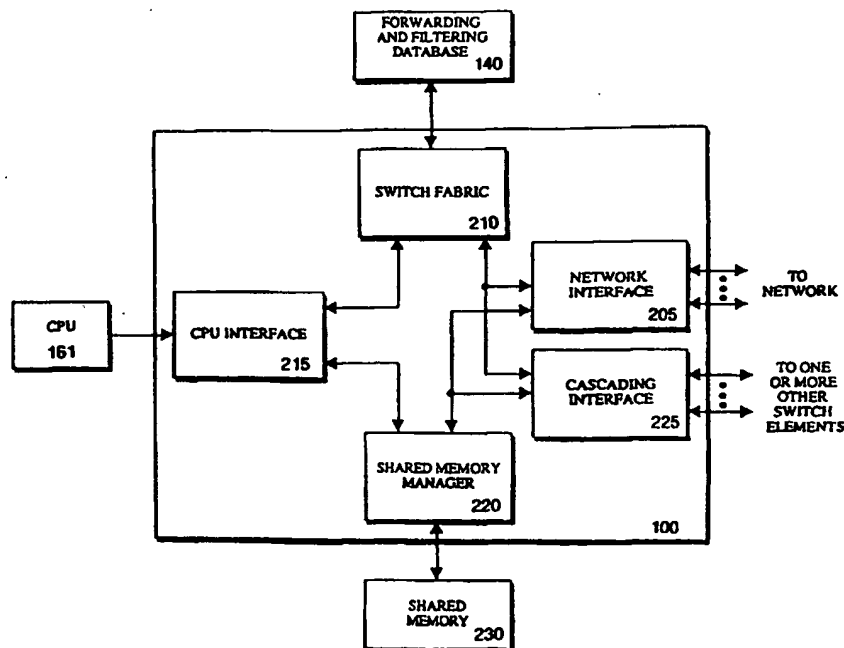 FORWARDING
AND FILTERING
DATABASE
140
SWITCH FABRIC
210
NETWORK
INTERFACE
205
TO
NETWORK
CPU
161
CPU INTERFACE
215
CASCADING
INTERFACE
225
TO ONE
OR MORE
OTHER
SWITCH
ELEMENTS
SHARED MEMORY
MANAGER
220
100
SHARED
MEMORY
230